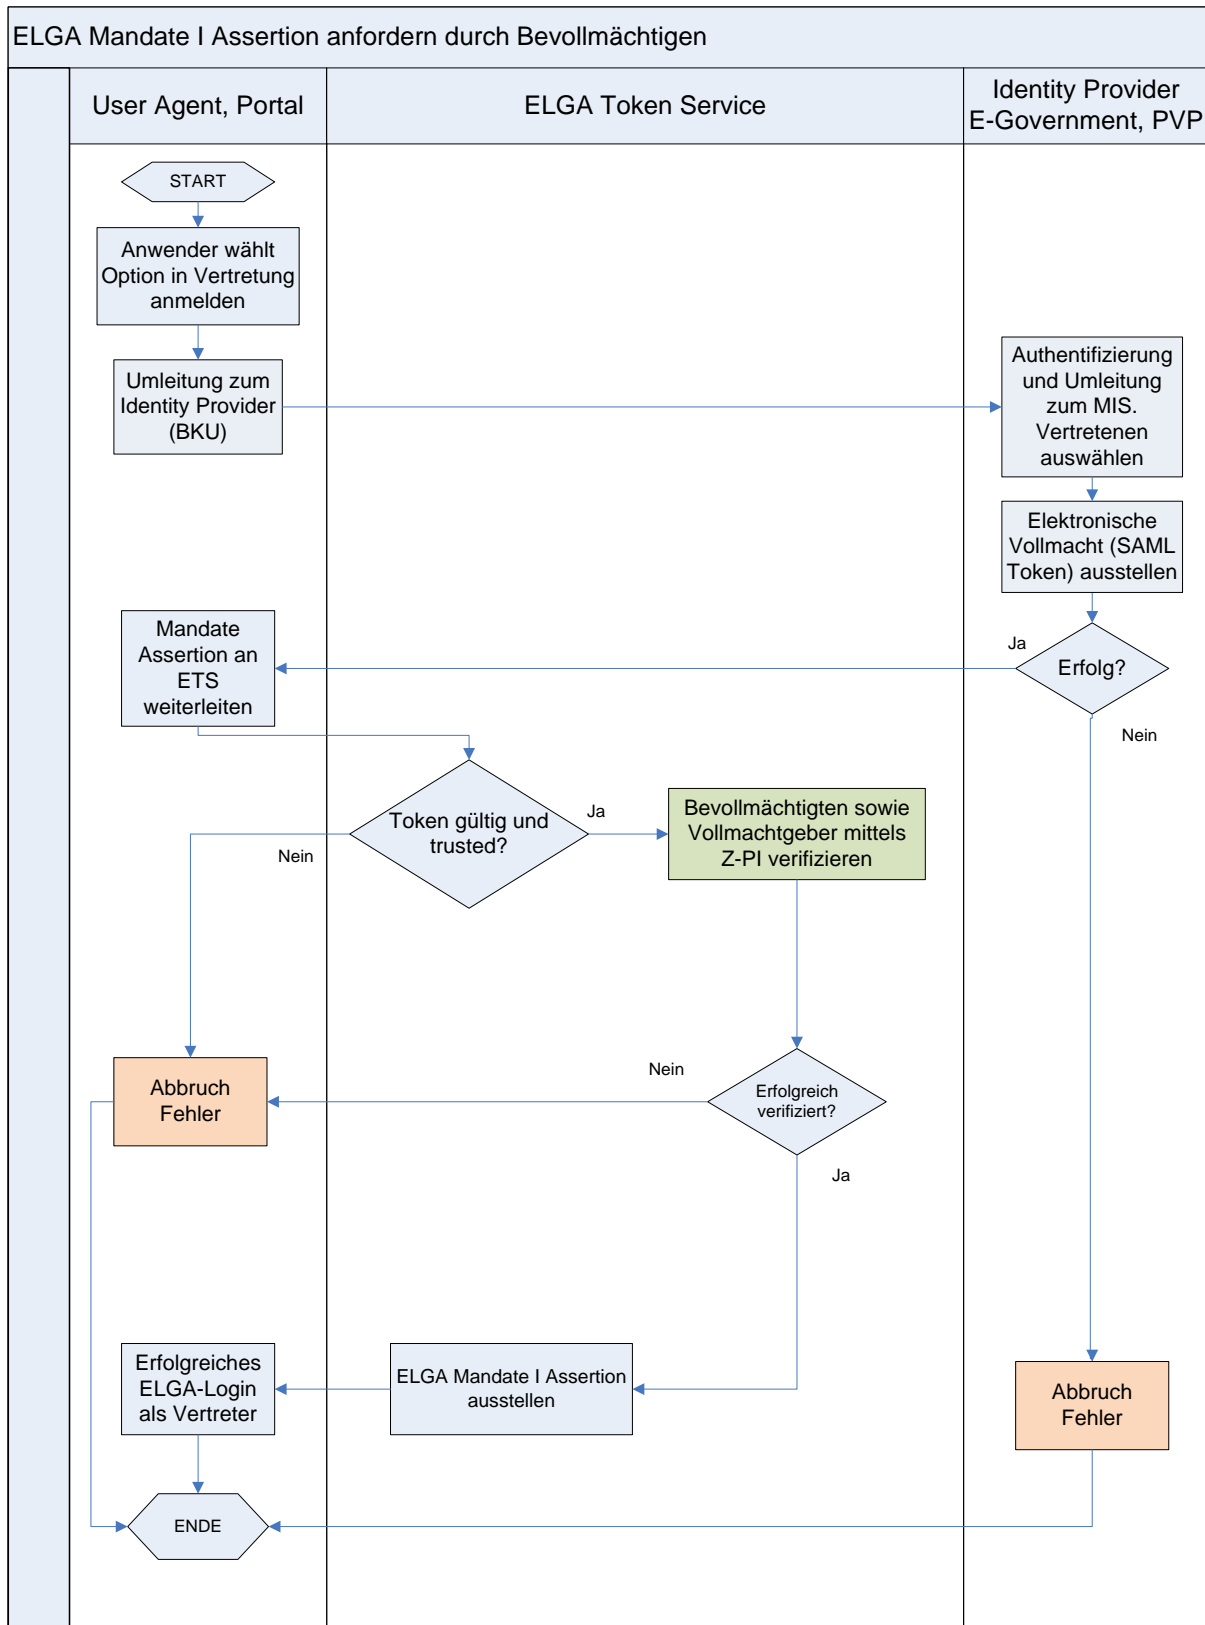 ELGA Mandate I Assertion anfordern durch Bevollmächtigen
User Agent, Portal
ELGA Token Service
Identity Provider
E-Government, PVP
START
Anwender wählt
Option in Vertretung
anmelden
Umleitung zum
Identity Provider
(BKU)
Authentifizierung
und Umleitung
zum MIS.
Vertretenen
auswählen
Elektronische
Vollmacht (SAML
Token) ausstellen
Erfolg?
Ja
Nein
Mandate
Assertion an
ETS
weiterleiten
Token gültig und
trusted?
Ja
Nein
Bevollmächtigten sowie
Vollmachtgeber mittels
Z-PI verifizieren
Erfolgreich
verifiziert?
Nein
Ja
Abbruch
Fehler
ELGA Mandate I Assertion
ausstellen
Erfolgreiches
ELGA-Login
als Vertreter
Abbruch
Fehler
ENDE